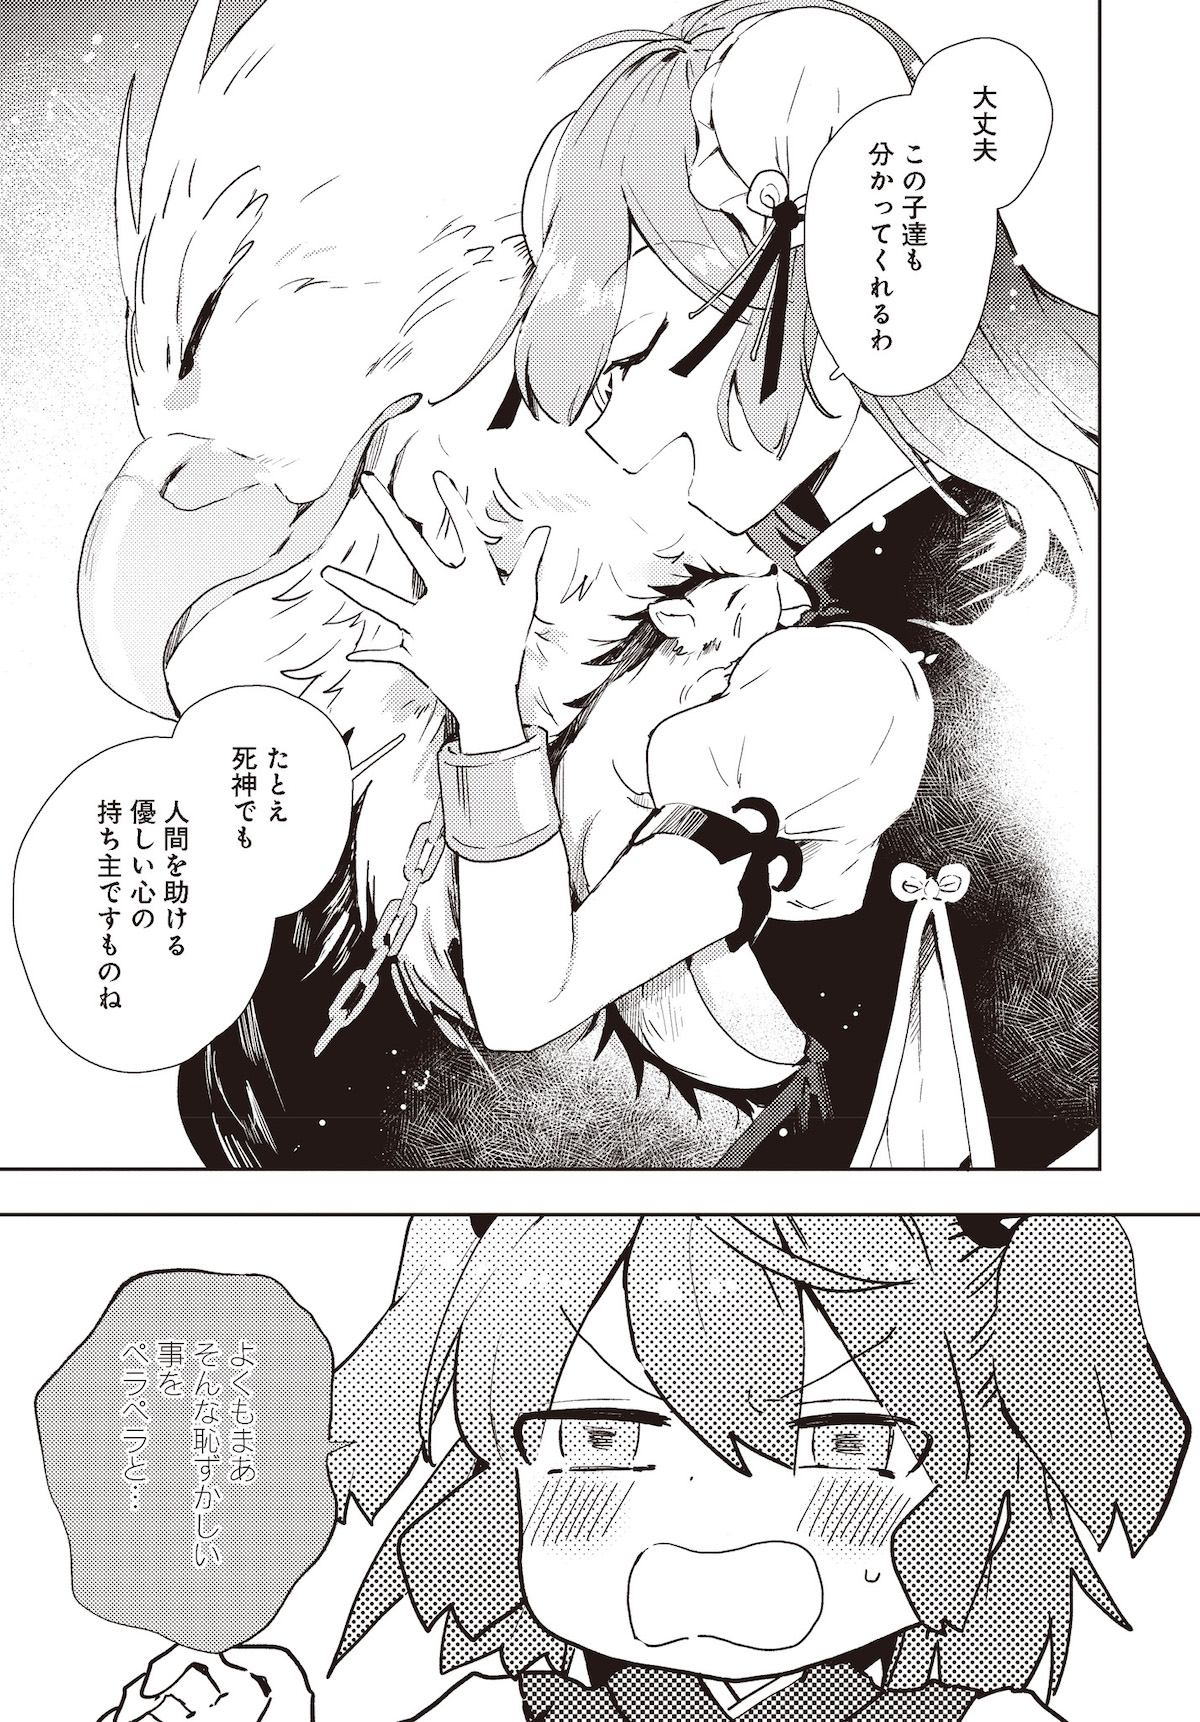 大丈夫
この子達も
分かってくれるわ
たとえ
死神でも
人間を助ける
優しい心の
持ち主ですものね
よくもまあ
そんな恥ずかしい
事を
ペラペラと…